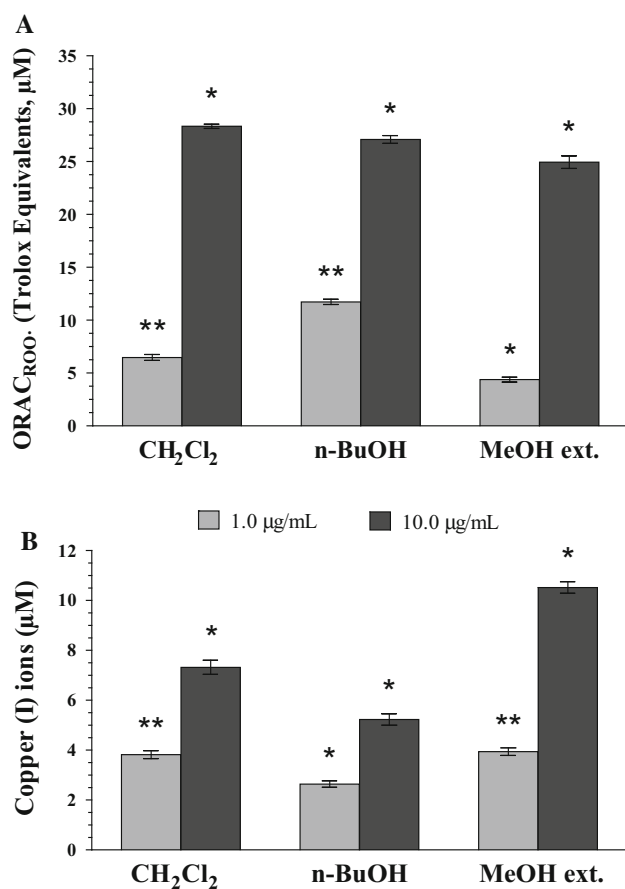 A
ORAC_ROO· (Trolox Equivalents, µM)
35
30
25
20
15
10
5
0
** * ** * * *
CH₂Cl₂ n-BuOH MeOH ext.
1.0 µg/mL 10.0 µg/mL
B
Copper (I) ions (µM)
12
10
8
6
4
2
0
** * * * ** *
CH₂Cl₂ n-BuOH MeOH ext.